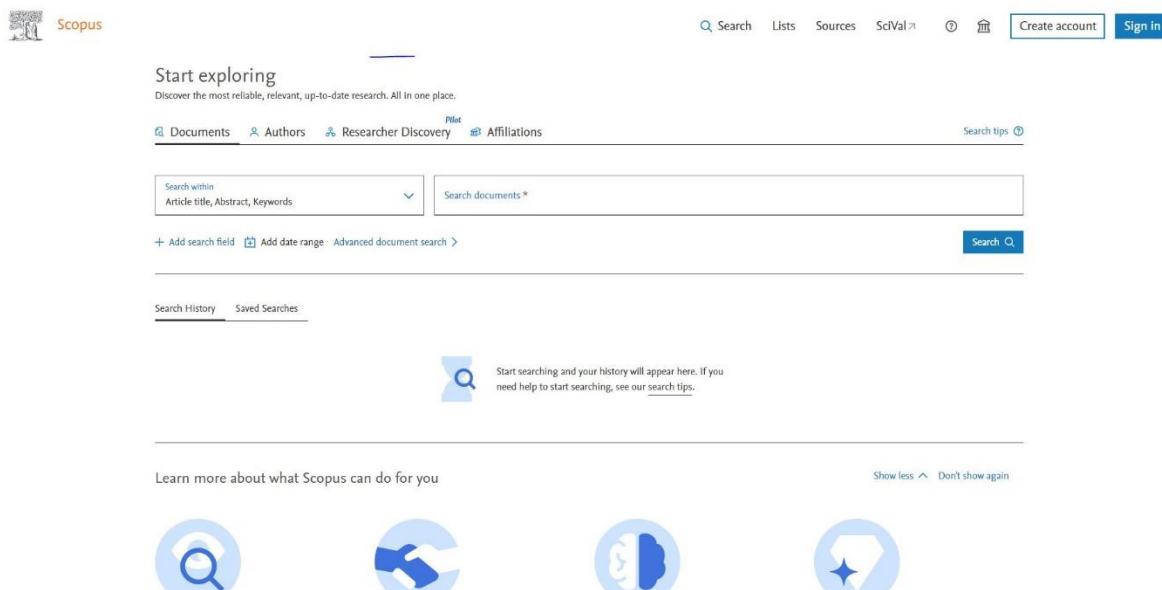 Scopus
Search Lists Sources SciVal Create account Sign in
Start exploring
Discover the most reliable, relevant, up-to-date research. All in one place.
Documents Authors Researcher Discovery Pilot Affiliations Search tips
Search within
Article title, Abstract, Keywords
Search documents *
Add search field Add date range Advanced document search Search
Search History Saved Searches
Start searching and your history will appear here. If you
need help to start searching, see our search tips.
Learn more about what Scopus can do for you Show less Don't show again